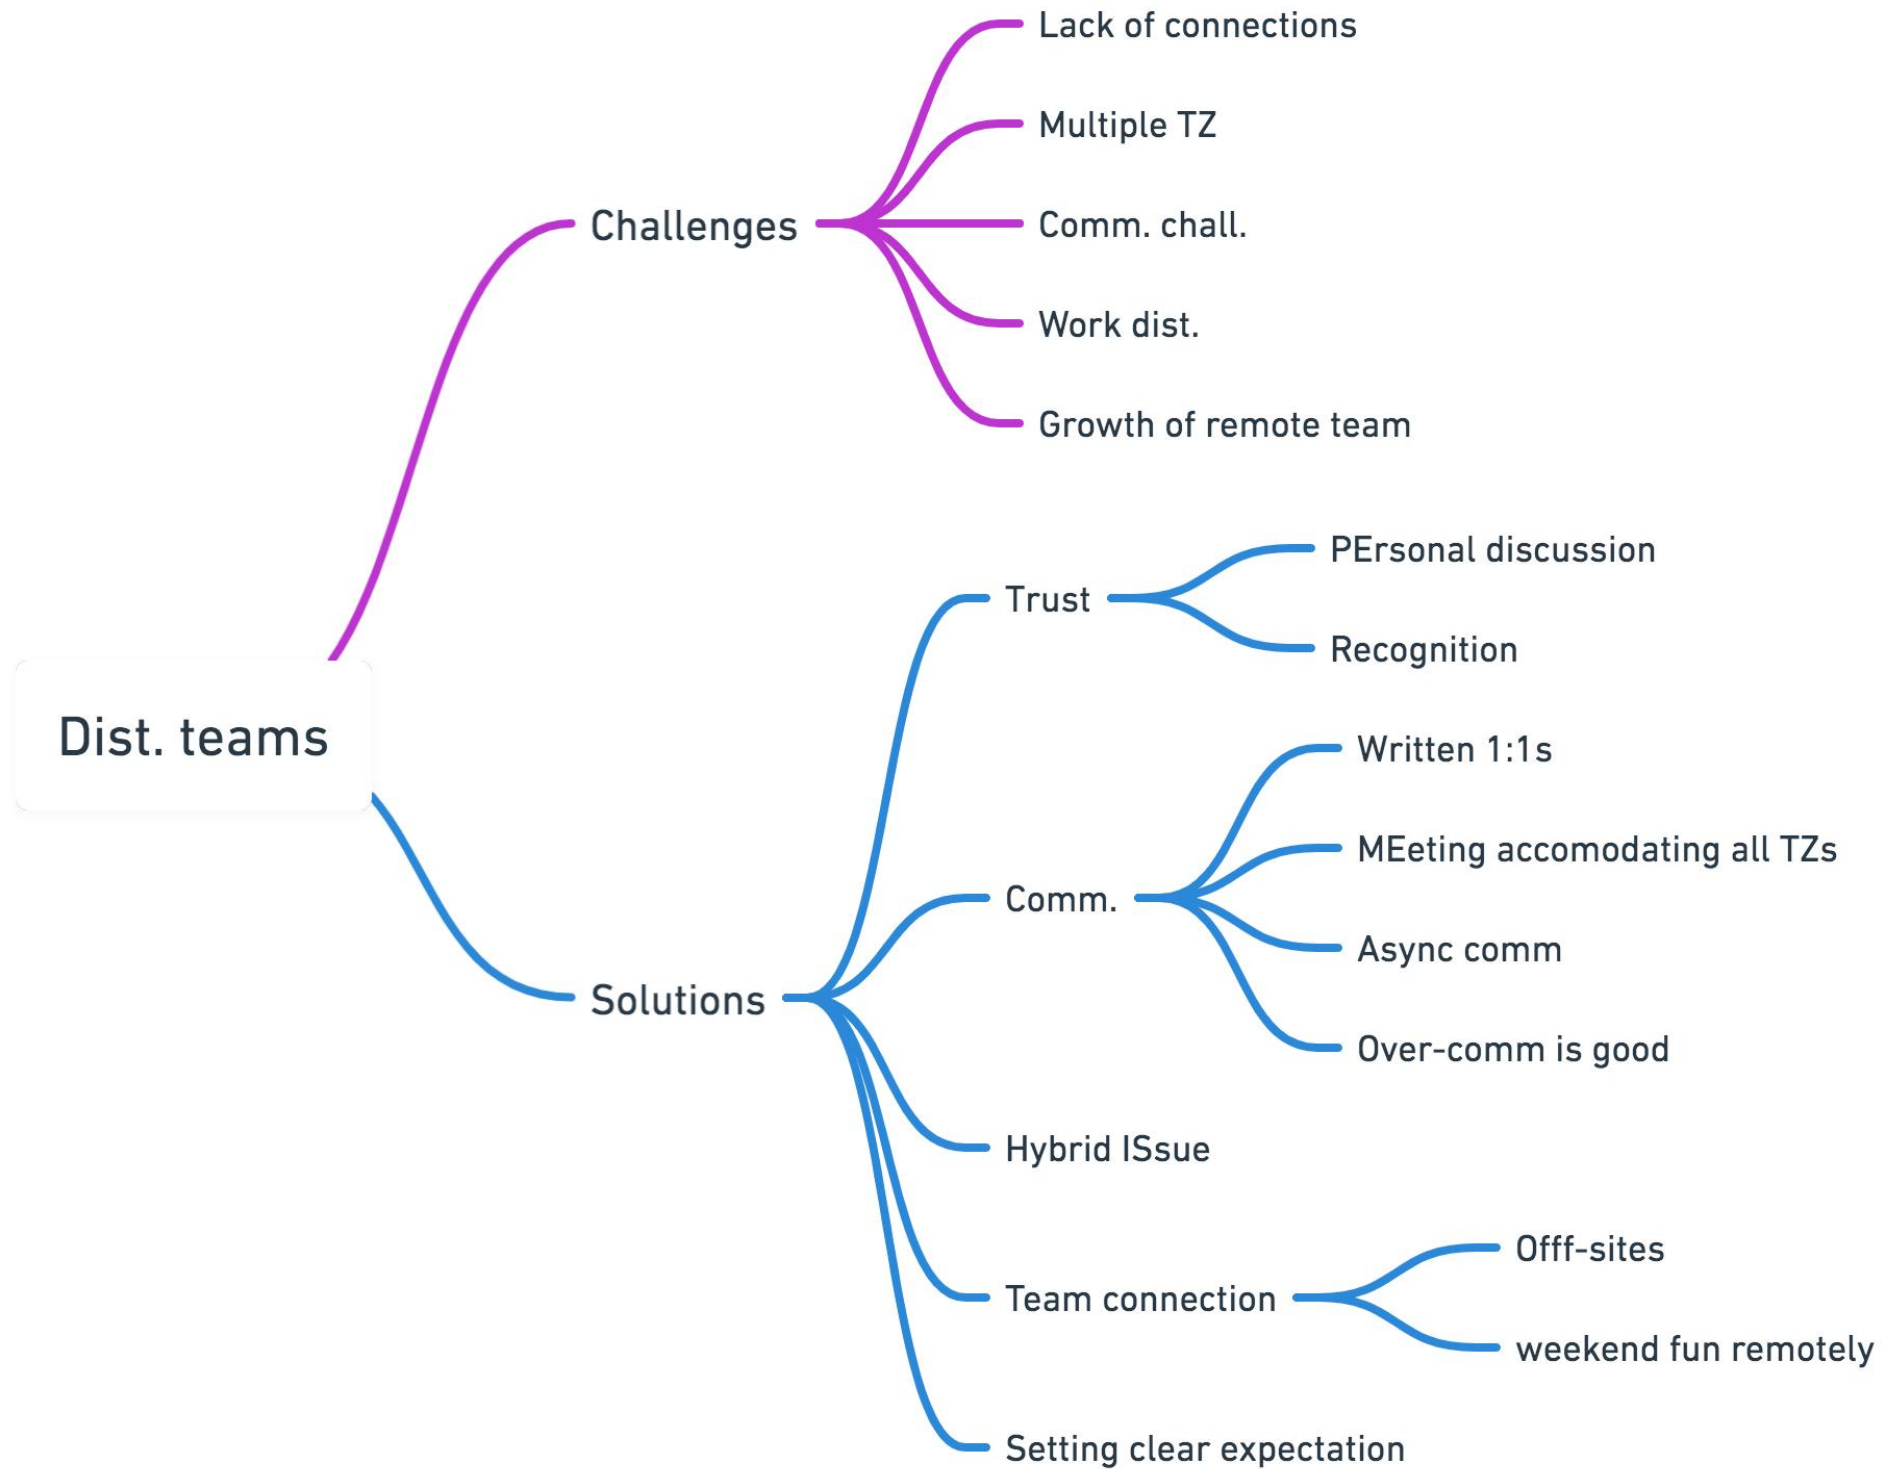 Lack of connections
Multiple TZ
Challenges
Comm. chall.
Work dist.
Growth of remote team
PErsonal discussion
Trust
Recognition
Dist. teams
Written 1:1s
MEeting accomodating all TZs
Comm.
Async comm
Solutions
Over-comm is good
Hybrid ISsue
Offf-sites
Team connection
weekend fun remotely
Setting clear expectation